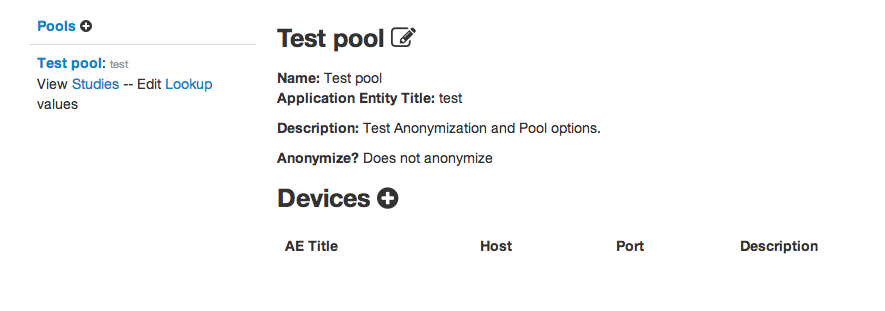 Pools
Test pool: test
View Studies -- Edit Lookup
values
Test pool
Name: Test pool
Application Entity Title: test
Description: Test Anonymization and Pool options.
Anonymize? Does not anonymize
Devices
AE Title Host Port Description